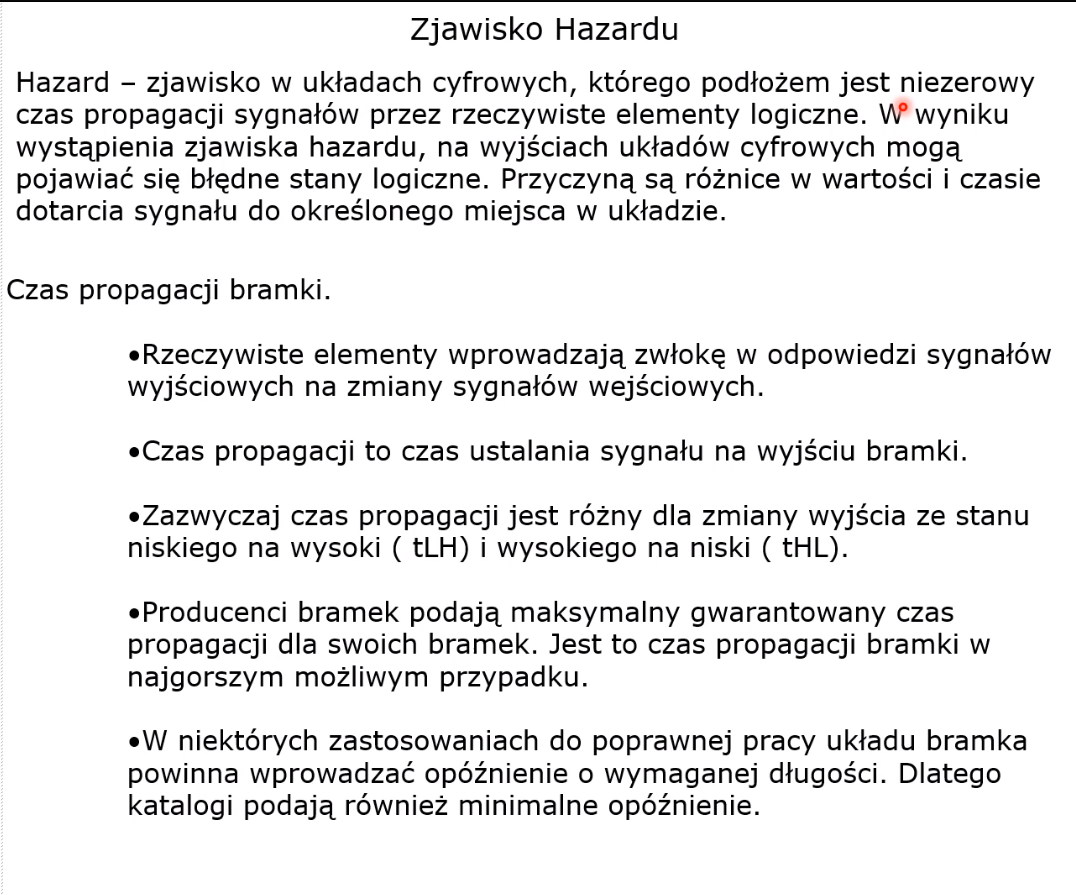 Zjawisko Hazardu
Hazard – zjawisko w układach cyfrowych, którego podłożem jest niezerowy
czas propagacji sygnałów przez rzeczywiste elementy logiczne. W wyniku
wystąpienia zjawiska hazardu, na wyjściach układów cyfrowych mogą
pojawiać się błędne stany logiczne. Przyczyną są różnice w wartości i czasie
dotarcia sygnału do określonego miejsca w układzie.
Czas propagacji bramki.
•Rzeczywiste elementy wprowadzają zwłokę w odpowiedzi sygnałów
wyjściowych na zmiany sygnałów wejściowych.
•Czas propagacji to czas ustalania sygnału na wyjściu bramki.
•Zazwyczaj czas propagacji jest różny dla zmiany wyjścia ze stanu
niskiego na wysoki ( tLH) i wysokiego na niski ( tHL).
•Producenci bramek podają maksymalny gwarantowany czas
propagacji dla swoich bramek. Jest to czas propagacji bramki w
najgorszym możliwym przypadku.
•W niektórych zastosowaniach do poprawnej pracy układu bramka
powinna wprowadzać opóźnienie o wymaganej długości. Dlatego
katalogi podają również minimalne opóźnienie.